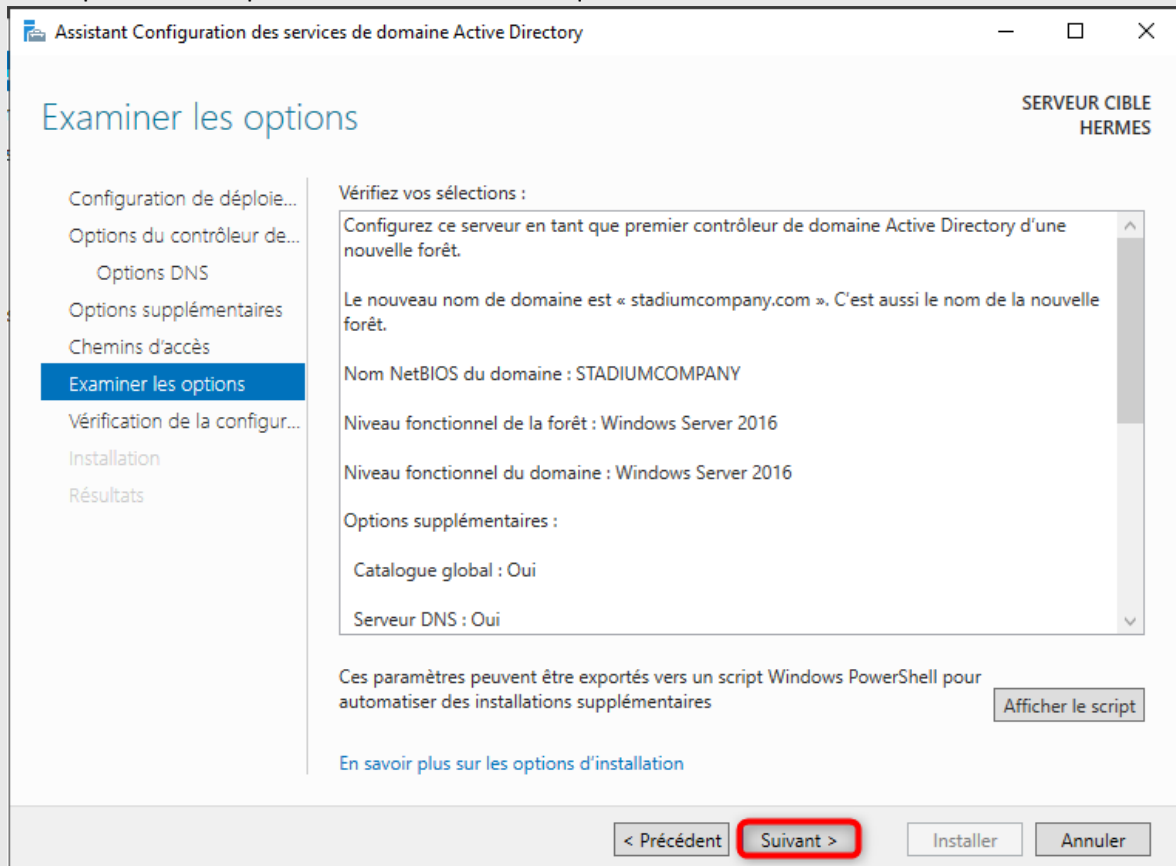 Assistant Configuration des services de domaine Active Directory
Examiner les options
SERVEUR CIBLE
HERMES
Configuration de déploie...
Options du contrôleur de...
Options DNS
Options supplémentaires
Chemins d'accès
Examiner les options
Vérification de la configur...
Installation
Résultats
Vérifiez vos sélections :
Configurez ce serveur en tant que premier contrôleur de domaine Active Directory d'une
nouvelle forêt.
Le nouveau nom de domaine est « stadiumcompany.com ». C'est aussi le nom de la nouvelle
forêt.
Nom NetBIOS du domaine : STADIUMCOMPANY
Niveau fonctionnel de la forêt : Windows Server 2016
Niveau fonctionnel du domaine : Windows Server 2016
Options supplémentaires :
Catalogue global : Oui
Serveur DNS : Oui
Ces paramètres peuvent être exportés vers un script Windows PowerShell pour
automatiser des installations supplémentaires
Afficher le script
En savoir plus sur les options d'installation
< Précédent
Suivant >
Installer
Annuler